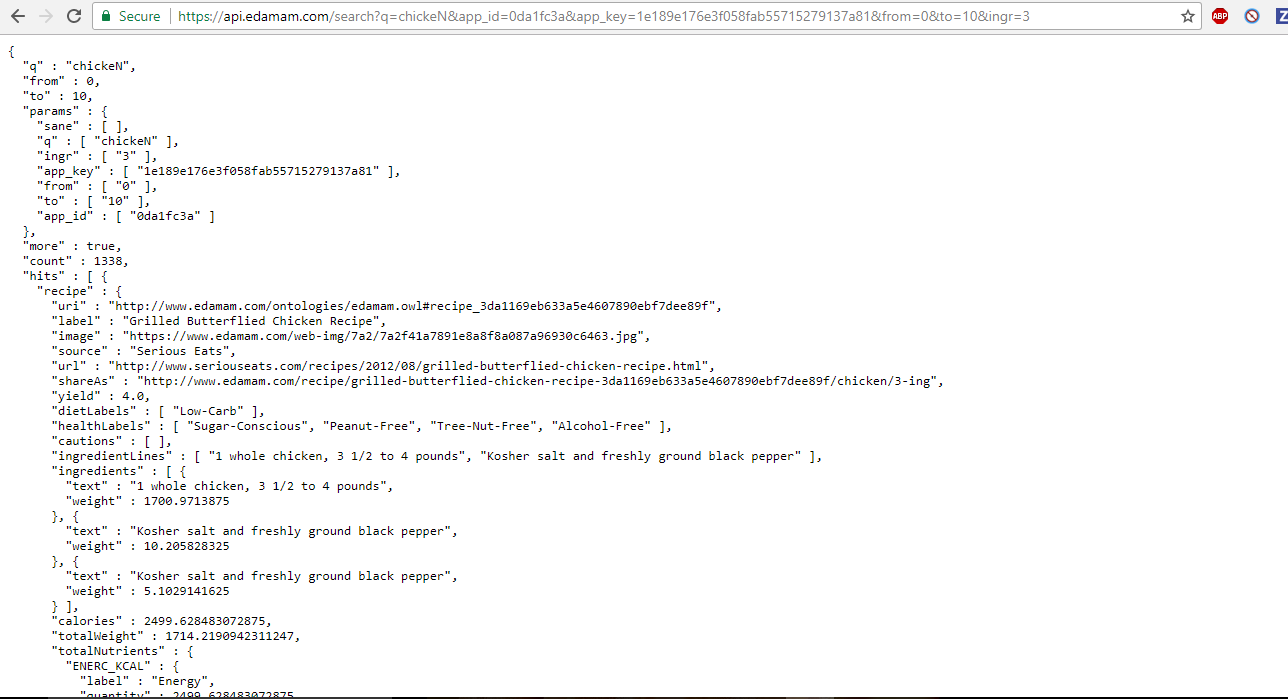 Secure https://api.edamam.com/search?q=chickeN&app_id=0da1fc3a&app_key=1e189e176e3f058fab55715279137a81&from=0&to=10&ingr=3
ABP
Z
{
"q" : "chickeN",
"from" : 0,
"to" : 10,
"params" : {
"sane" : [ ],
"q" : [ "chickeN" ],
"ingr" : [ "3" ],
"app_key" : [ "1e189e176e3f058fab55715279137a81" ],
"from" : [ "0" ],
"to" : [ "10" ],
"app_id" : [ "0da1fc3a" ]
},
"more" : true,
"count" : 1338,
"hits" : [ {
"recipe" : {
"uri" : "http://www.edamam.com/ontologies/edamam.owl#recipe_3da1169eb633a5e4607890ebf7dee89f",
"label" : "Grilled Butterflied Chicken Recipe",
"image" : "https://www.edamam.com/web-img/7a2/7a2f41a7891e8a8f8a087a96930c6463.jpg",
"source" : "Serious Eats",
"url" : "http://www.seriouseats.com/recipes/2012/08/grilled-butterflied-chicken-recipe.html",
"shareAs" : "http://www.edamam.com/recipe/grilled-butterflied-chicken-recipe-3da1169eb633a5e4607890ebf7dee89f/chicken/3-ing",
"yield" : 4.0,
"dietLabels" : [ "Low-Carb" ],
"healthLabels" : [ "Sugar-Conscious", "Peanut-Free", "Tree-Nut-Free", "Alcohol-Free" ],
"cautions" : [ ],
"ingredientLines" : [ "1 whole chicken, 3 1/2 to 4 pounds", "Kosher salt and freshly ground black pepper" ],
"ingredients" : [ {
"text" : "1 whole chicken, 3 1/2 to 4 pounds",
"weight" : 1700.9713875
}, {
"text" : "Kosher salt and freshly ground black pepper",
"weight" : 10.205828325
}, {
"text" : "Kosher salt and freshly ground black pepper",
"weight" : 5.1029141625
} ],
"calories" : 2499.628483072875,
"totalWeight" : 1714.2190942311247,
"totalNutrients" : {
"ENERC_KCAL" : {
"label" : "Energy",
"quantity" : 2499.628483072875